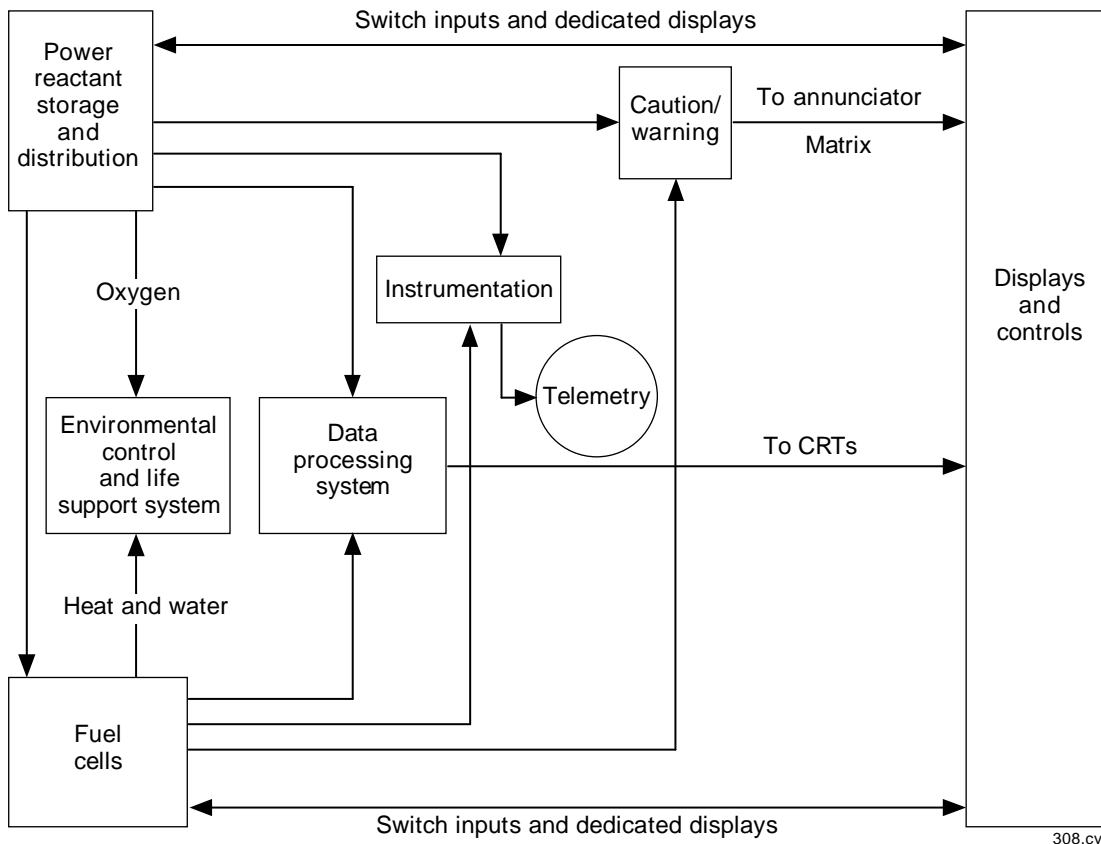 Switch inputs and dedicated displays
Power
reactant
storage
and
distribution
Caution/
warning
To annunciator
Matrix
Displays
and
controls
Oxygen
Instrumentation
Telemetry
Environmental
control
and life
support system
Data
processing
system
To CRTs
Heat and water
Fuel
cells
Switch inputs and dedicated displays
308.cv